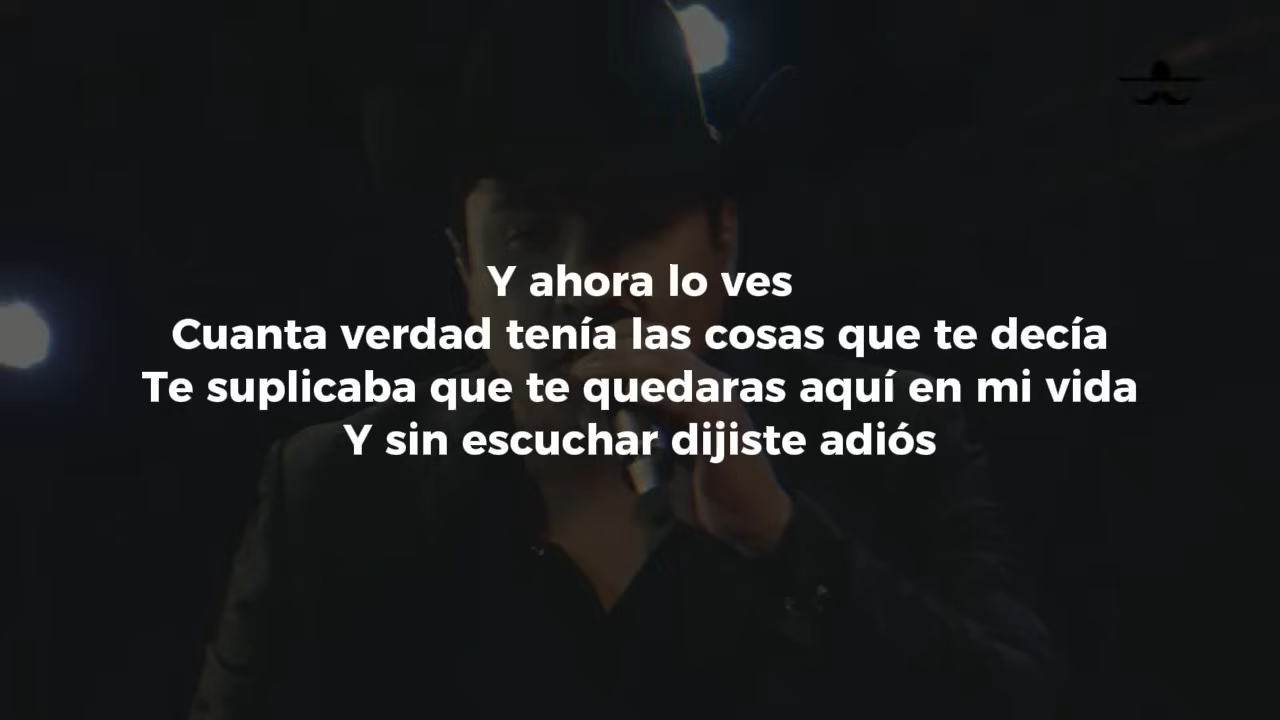 Y ahora lo ves
Cuanta verdad tenía las cosas que te decía
Te suplicaba que te quedaras aquí en mi vida
Y sin escuchar dijiste adiós